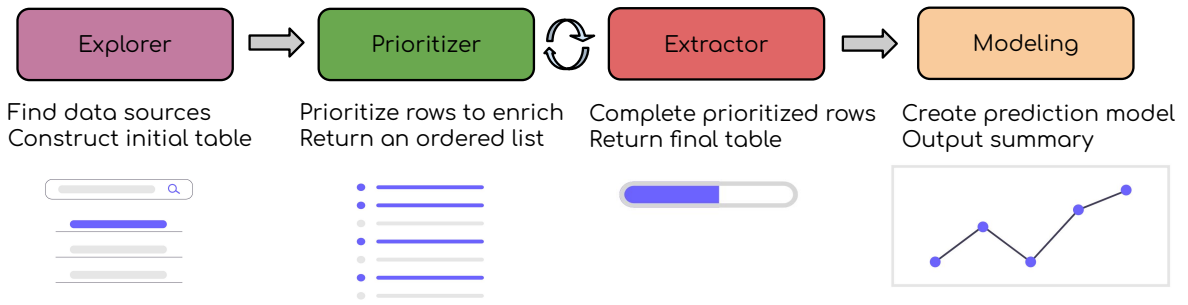 Explorer
Prioritizer
Extractor
Modeling
Find data sources
Construct initial table
Prioritize rows to enrich
Return an ordered list
Complete prioritized rows
Return final table
Create prediction model
Output summary